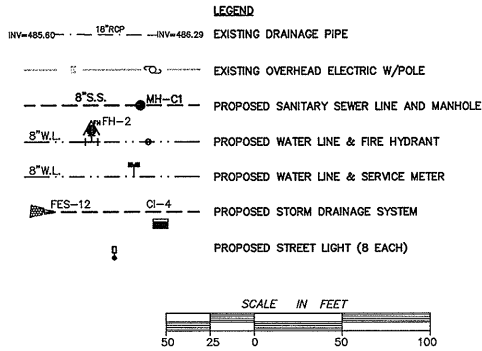 LEGEND
INV=485.60 18"RCP INV=486.29 EXISTING DRAINAGE PIPE
E EXISTING OVERHEAD ELECTRIC W/POLE
8"S.S. MH-C1 PROPOSED SANITARY SEWER LINE AND MANHOLE
8"W.L. FH FH-2 PROPOSED WATER LINE & FIRE HYDRANT
8"W.L. PROPOSED WATER LINE & SERVICE METER
FES-12 CI-4 PROPOSED STORM DRAINAGE SYSTEM
PROPOSED STREET LIGHT (8 EACH)
SCALE IN FEET
50 25 0 50 100